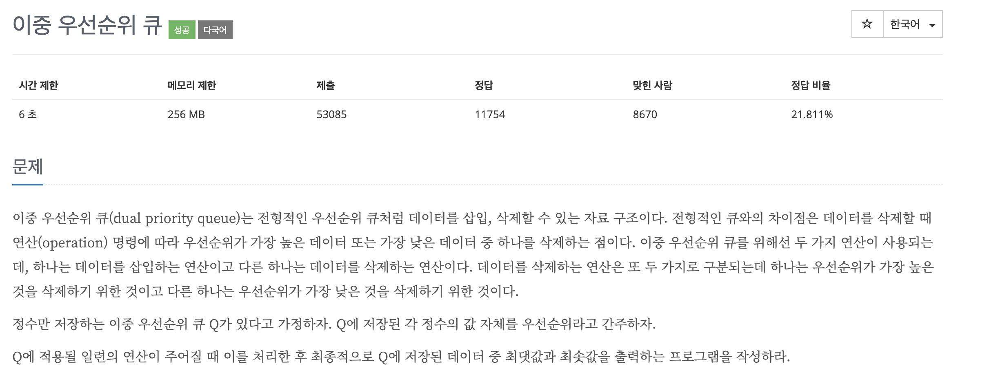 이중 우선순위 큐 성공 다국어
☆ 한국어
시간 제한 메모리 제한 제출 정답 맞힌 사람 정답 비율
6 초 256 MB 53085 11754 8670 21.811%
문제
이중 우선순위 큐(dual priority queue)는 전형적인 우선순위 큐처럼 데이터를 삽입, 삭제할 수 있는 자료 구조이다. 전형적인 큐와의 차이점은 데이터를 삭제할 때
연산(operation) 명령에 따라 우선순위가 가장 높은 데이터 또는 가장 낮은 데이터 중 하나를 삭제하는 점이다. 이중 우선순위 큐를 위해선 두 가지 연산이 사용되는
데, 하나는 데이터를 삽입하는 연산이고 다른 하나는 데이터를 삭제하는 연산이다. 데이터를 삭제하는 연산은 또 두 가지로 구분되는데 하나는 우선순위가 가장 높은
것을 삭제하기 위한 것이고 다른 하나는 우선순위가 가장 낮은 것을 삭제하기 위한 것이다.
정수만 저장하는 이중 우선순위 큐 Q가 있다고 가정하자. Q에 저장된 각 정수의 값 자체를 우선순위라고 간주하자.
Q에 적용될 일련의 연산이 주어질 때 이를 처리한 후 최종적으로 Q에 저장된 데이터 중 최댓값과 최솟값을 출력하는 프로그램을 작성하라.